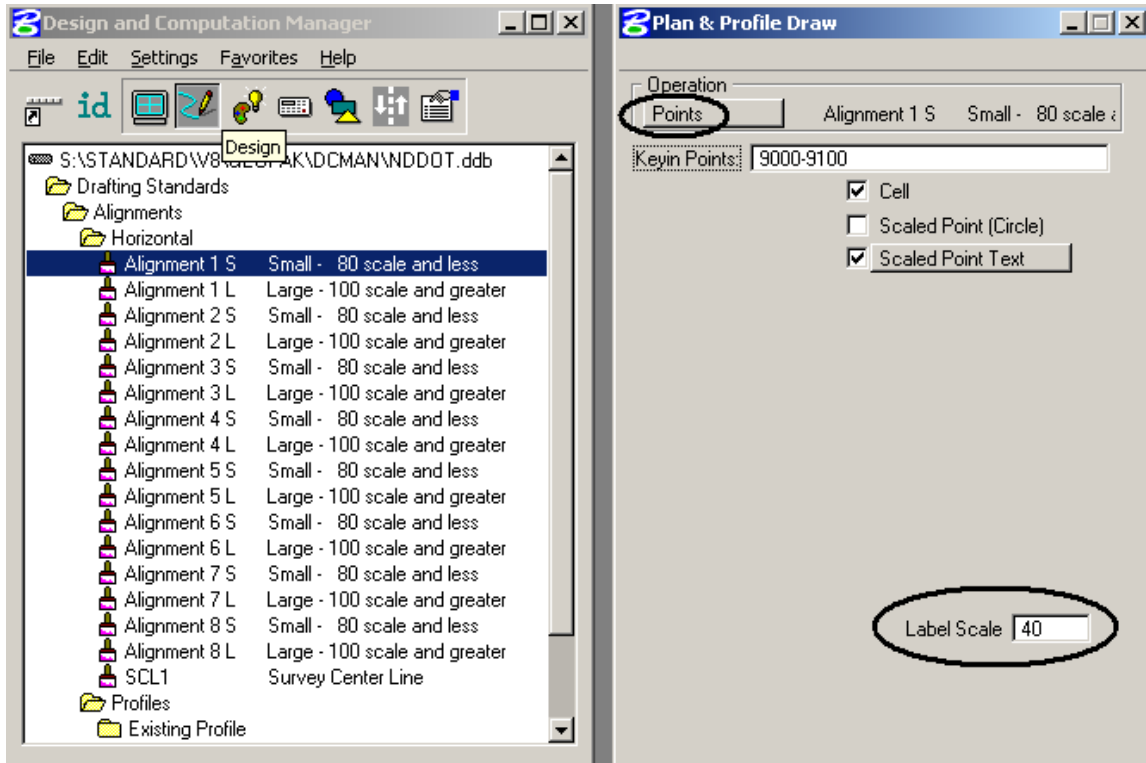 Design and Computation Manager
File Edit Settings Favorites Help
id
Design
S:\STANDARD\V8\GEOPAK\DCMAN\NDDOT.ddb
Drafting Standards
Alignments
Horizontal
Alignment 1 S Small - 80 scale and less
Alignment 1 L Large - 100 scale and greater
Alignment 2 S Small - 80 scale and less
Alignment 2 L Large - 100 scale and greater
Alignment 3 S Small - 80 scale and less
Alignment 3 L Large - 100 scale and greater
Alignment 4 S Small - 80 scale and less
Alignment 4 L Large - 100 scale and greater
Alignment 5 S Small - 80 scale and less
Alignment 5 L Large - 100 scale and greater
Alignment 6 S Small - 80 scale and less
Alignment 6 L Large - 100 scale and greater
Alignment 7 S Small - 80 scale and less
Alignment 7 L Large - 100 scale and greater
Alignment 8 S Small - 80 scale and less
Alignment 8 L Large - 100 scale and greater
SCL1 Survey Center Line
Profiles
Existing Profile
Plan & Profile Draw
Operation
Points Alignment 1 S Small - 80 scale
Keyin Points: 9000-9100
Cell
Scaled Point (Circle)
Scaled Point Text
Label Scale 40